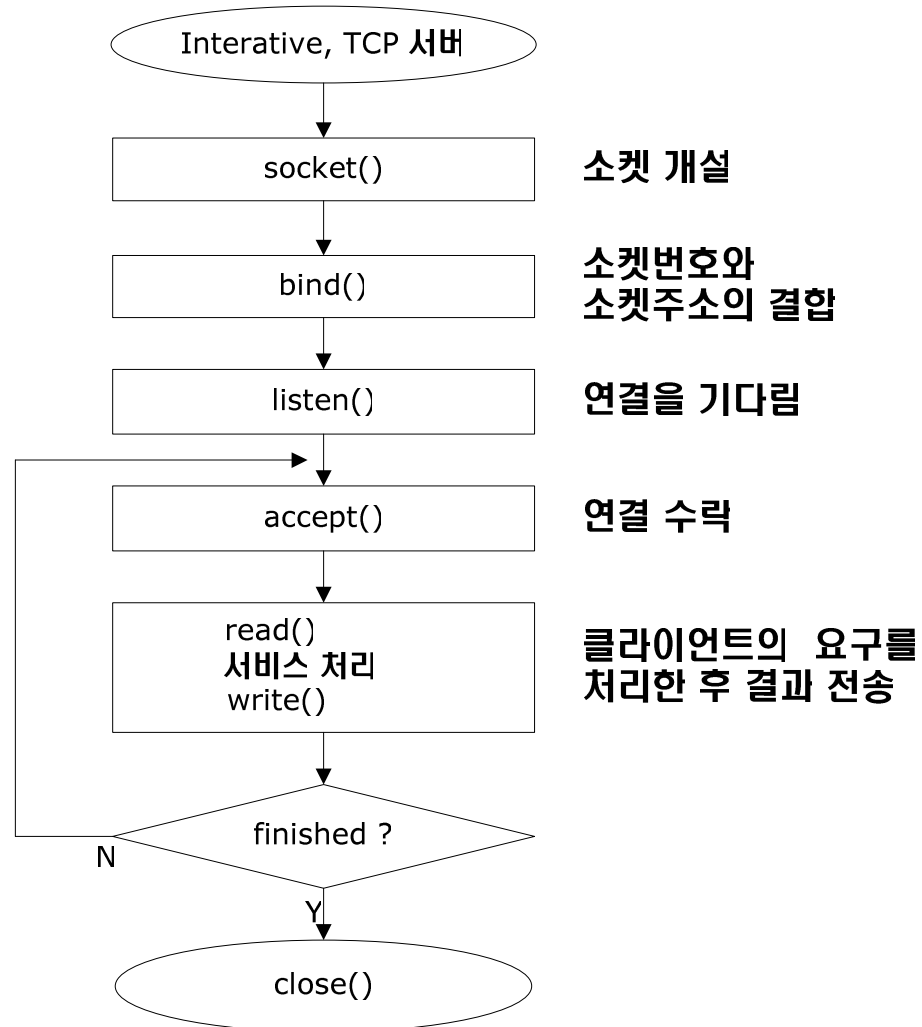 Interative, TCP 서버
socket()
소켓 개설
bind()
소켓번호와
소켓주소의 결합
listen()
연결을 기다림
accept()
연결 수락
read()
서비스 처리
write()
클라이언트의 요구를
처리한 후 결과 전송
finished ?
N
Y
close()